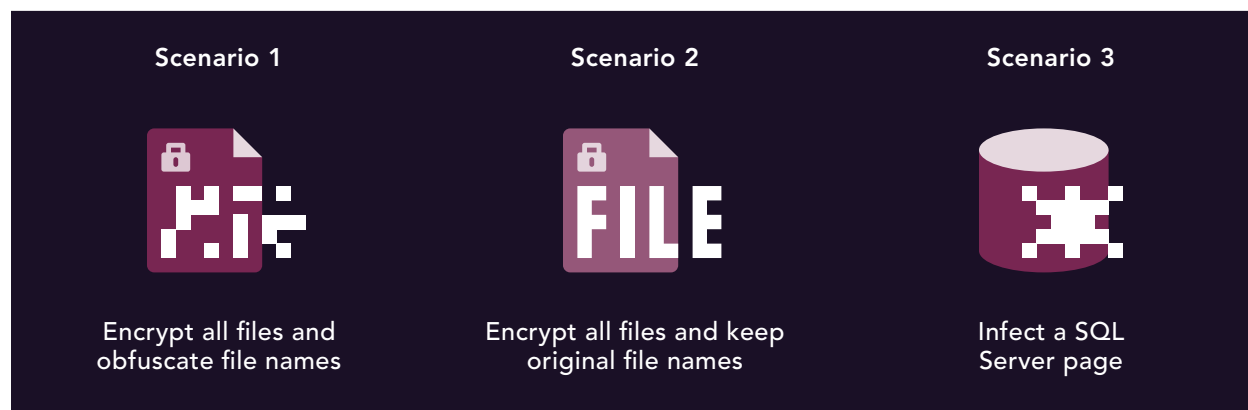 Scenario 1
Scenario 2
Scenario 3
FILE
Encrypt all files and
obfuscate file names
Encrypt all files and keep
original file names
Infect a SQL
Server page